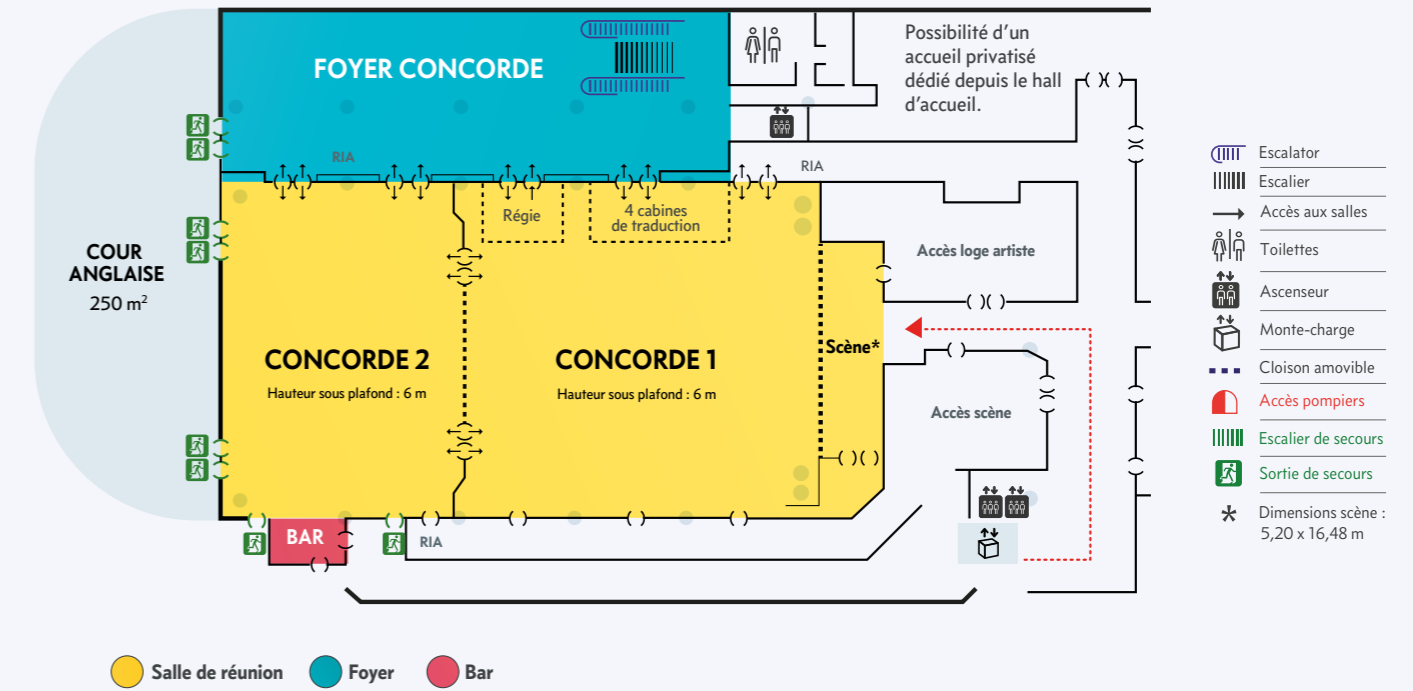 FOYER CONCORDE
Possibilité d’un
accueil privatisé
dédié depuis le hall
d’accueil.
RIA
RIA
Régie
4 cabines
de traduction
COUR
ANGLAISE
250 m²
Accès loge artiste
CONCORDE 2
Hauteur sous plafond : 6 m
CONCORDE 1
Hauteur sous plafond : 6 m
Scène*
Accès scène
BAR
RIA
Escalator
Escalier
Accès aux salles
Toilettes
Ascenseur
Monte-charge
Cloison amovible
Accès pompiers
Escalier de secours
Sortie de secours
* Dimensions scène :
5,20 x 16,48 m
Salle de réunion
Foyer
Bar